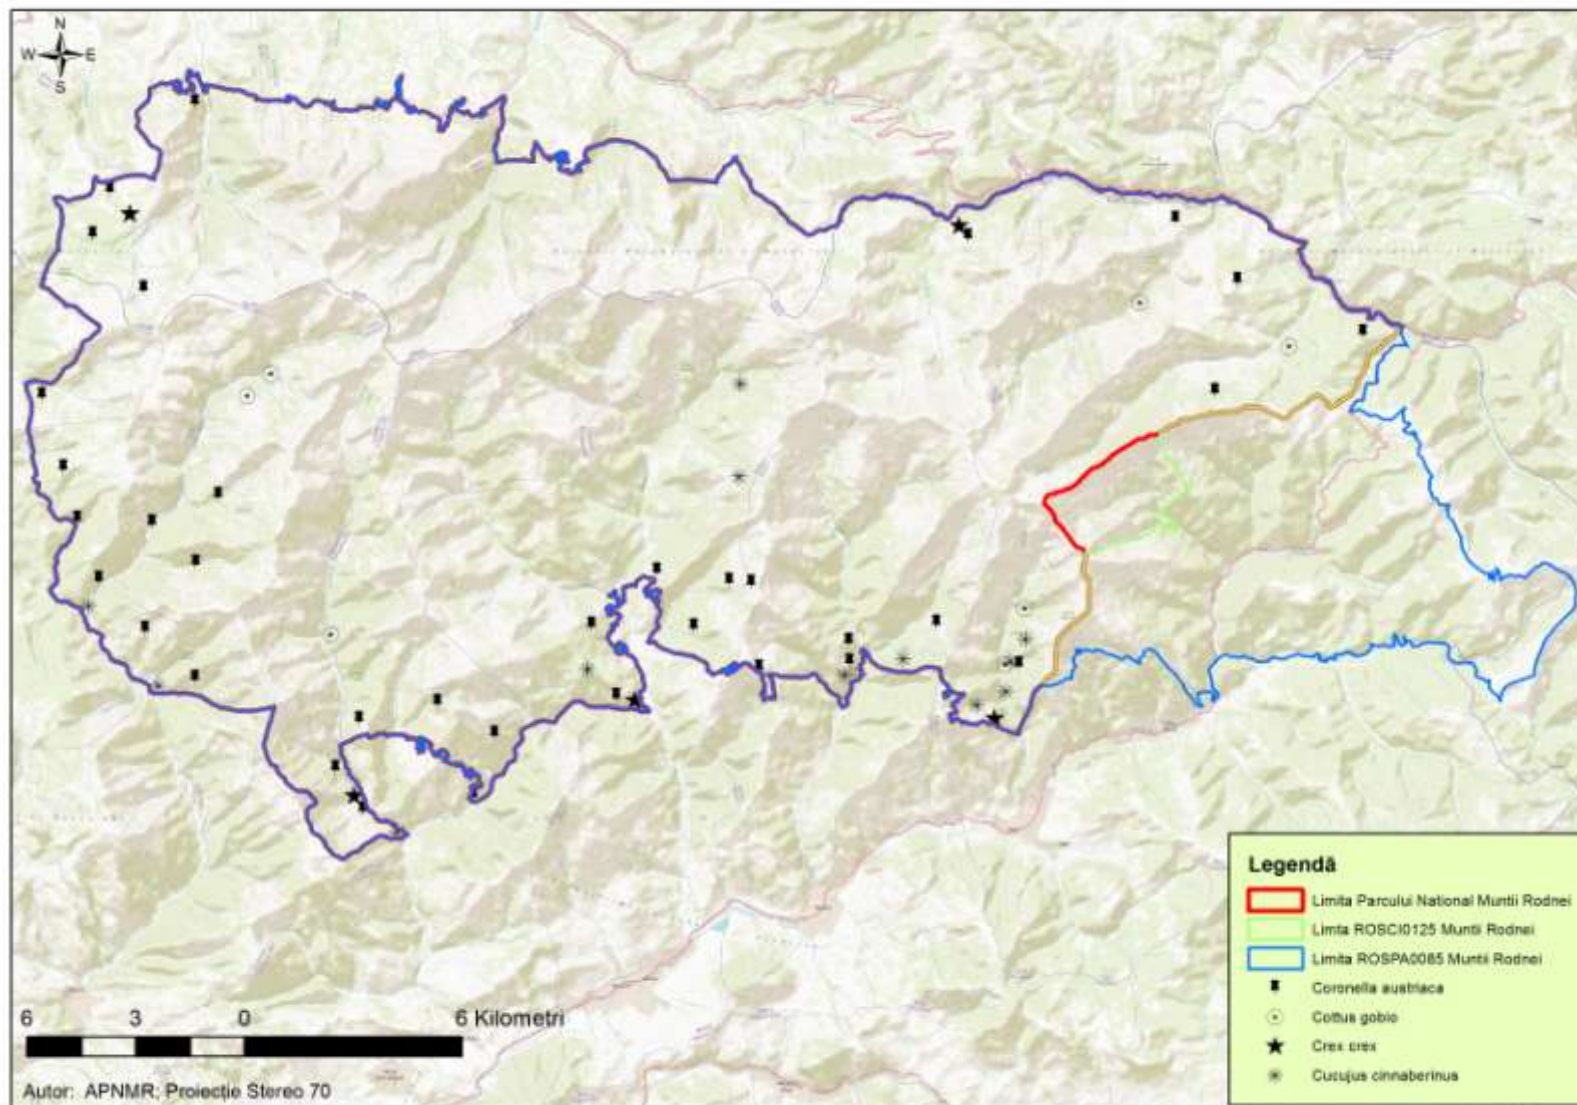 N
W E
S
Legendă
Limita Parcului National Muntii Rodnei
Limta ROSCI0125 Muntii Rodnei
Limita ROSPA0085 Muntii Rodnei
Coronella austriaca
Cottus gobio
Crex crex
Cucujus cinnaberinus
6 3 0 6 Kilometri
Autor: APNMR; Proiecție Stereo 70